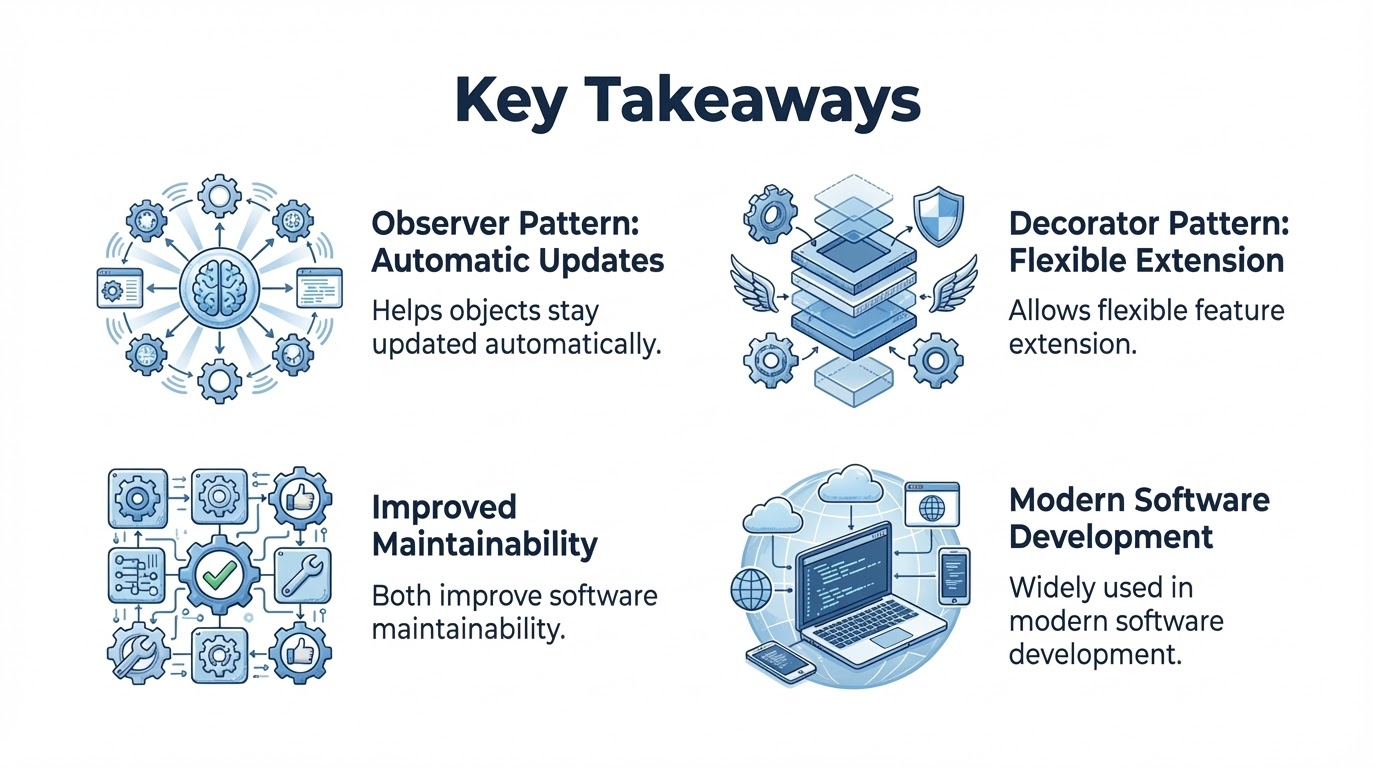 Key Takeaways
Observer Pattern:
Automatic Updates
Helps objects stay
updated automatically.
Decorator Pattern:
Flexible Extension
Allows flexible feature
extension.
Improved
Maintainability
Both improve software
maintainability.
Modern Software
Development
Widely used in
modern software
development.